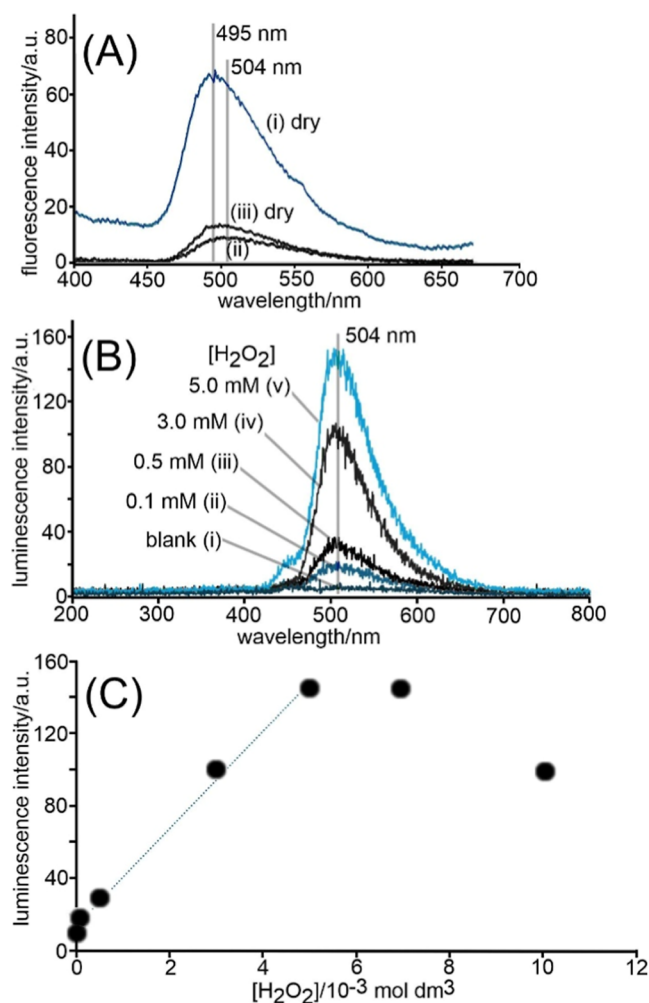 (A)
495 nm
504 nm
(i) dry
(iii) dry
(ii)
fluorescence intensity/a.u.
80
60
40
20
0
400 450 500 550 600 650 700
wavelength/nm
(B)
504 nm
[H₂O₂]
5.0 mM (v)
3.0 mM (iv)
0.5 mM (iii)
0.1 mM (ii)
blank (i)
luminescence intensity/a.u.
160
120
80
40
0
200 300 400 500 600 700 800
wavelength/nm
(C)
luminescence intensity/a.u.
160
120
80
40
0
0 2 4 6 8 10 12
[H₂O₂]/10⁻³ mol dm³